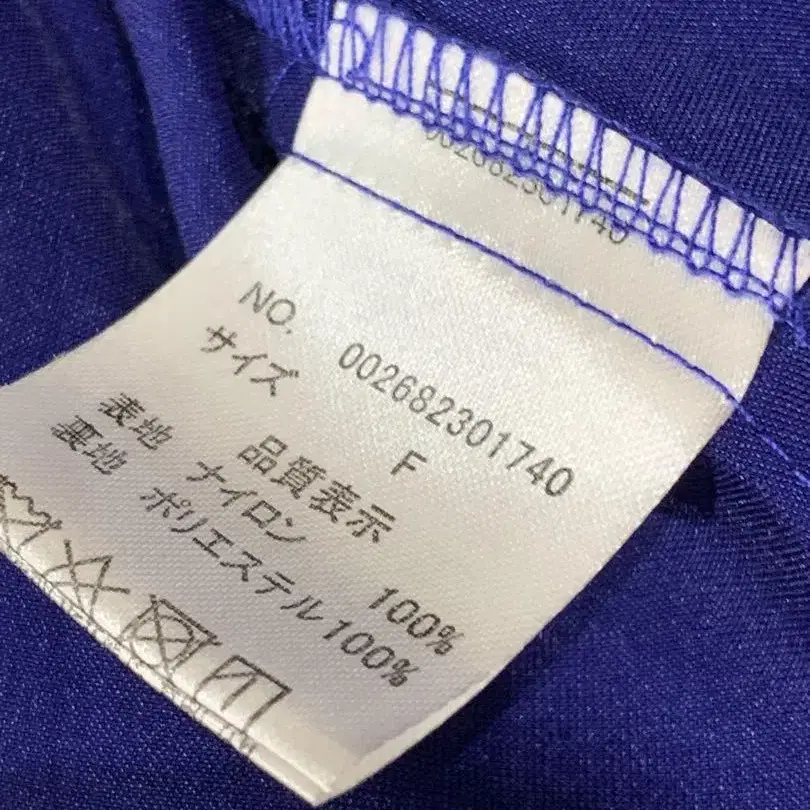 002682301740
NO. 002682301740
サイズ F
品質表示
表地 ナイロン 100%
裏地 ポリエステル100%